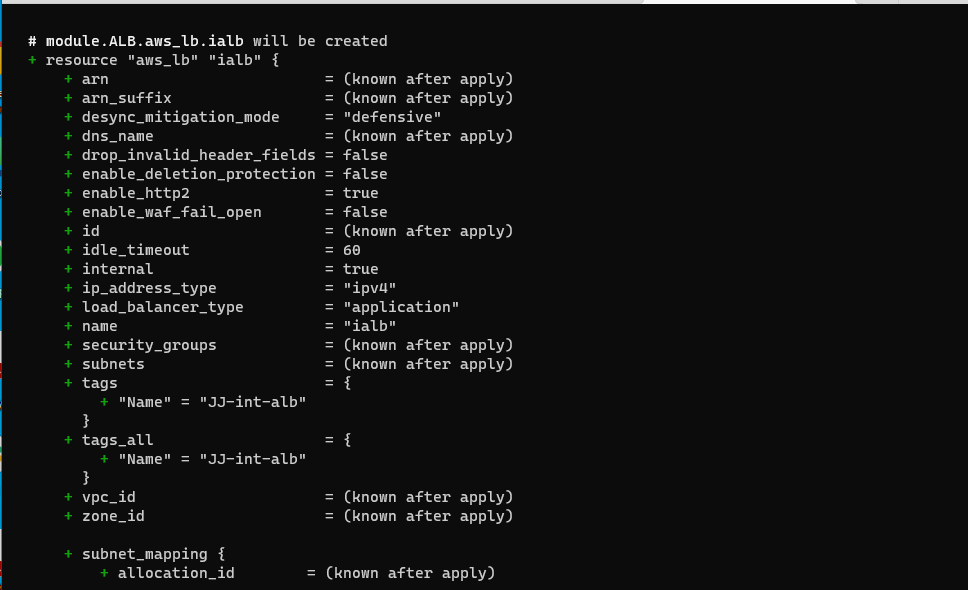 # module.ALB.aws_lb.ialb will be created
+ resource "aws_lb" "ialb" {
+ arn = (known after apply)
+ arn_suffix = (known after apply)
+ desync_mitigation_mode = "defensive"
+ dns_name = (known after apply)
+ drop_invalid_header_fields = false
+ enable_deletion_protection = false
+ enable_http2 = true
+ enable_waf_fail_open = false
+ id = (known after apply)
+ idle_timeout = 60
+ internal = true
+ ip_address_type = "ipv4"
+ load_balancer_type = "application"
+ name = "ialb"
+ security_groups = (known after apply)
+ subnets = (known after apply)
+ tags = {
+ "Name" = "JJ-int-alb"
}
+ tags_all = {
+ "Name" = "JJ-int-alb"
}
+ vpc_id = (known after apply)
+ zone_id = (known after apply)
+ subnet_mapping {
+ allocation_id = (known after apply)